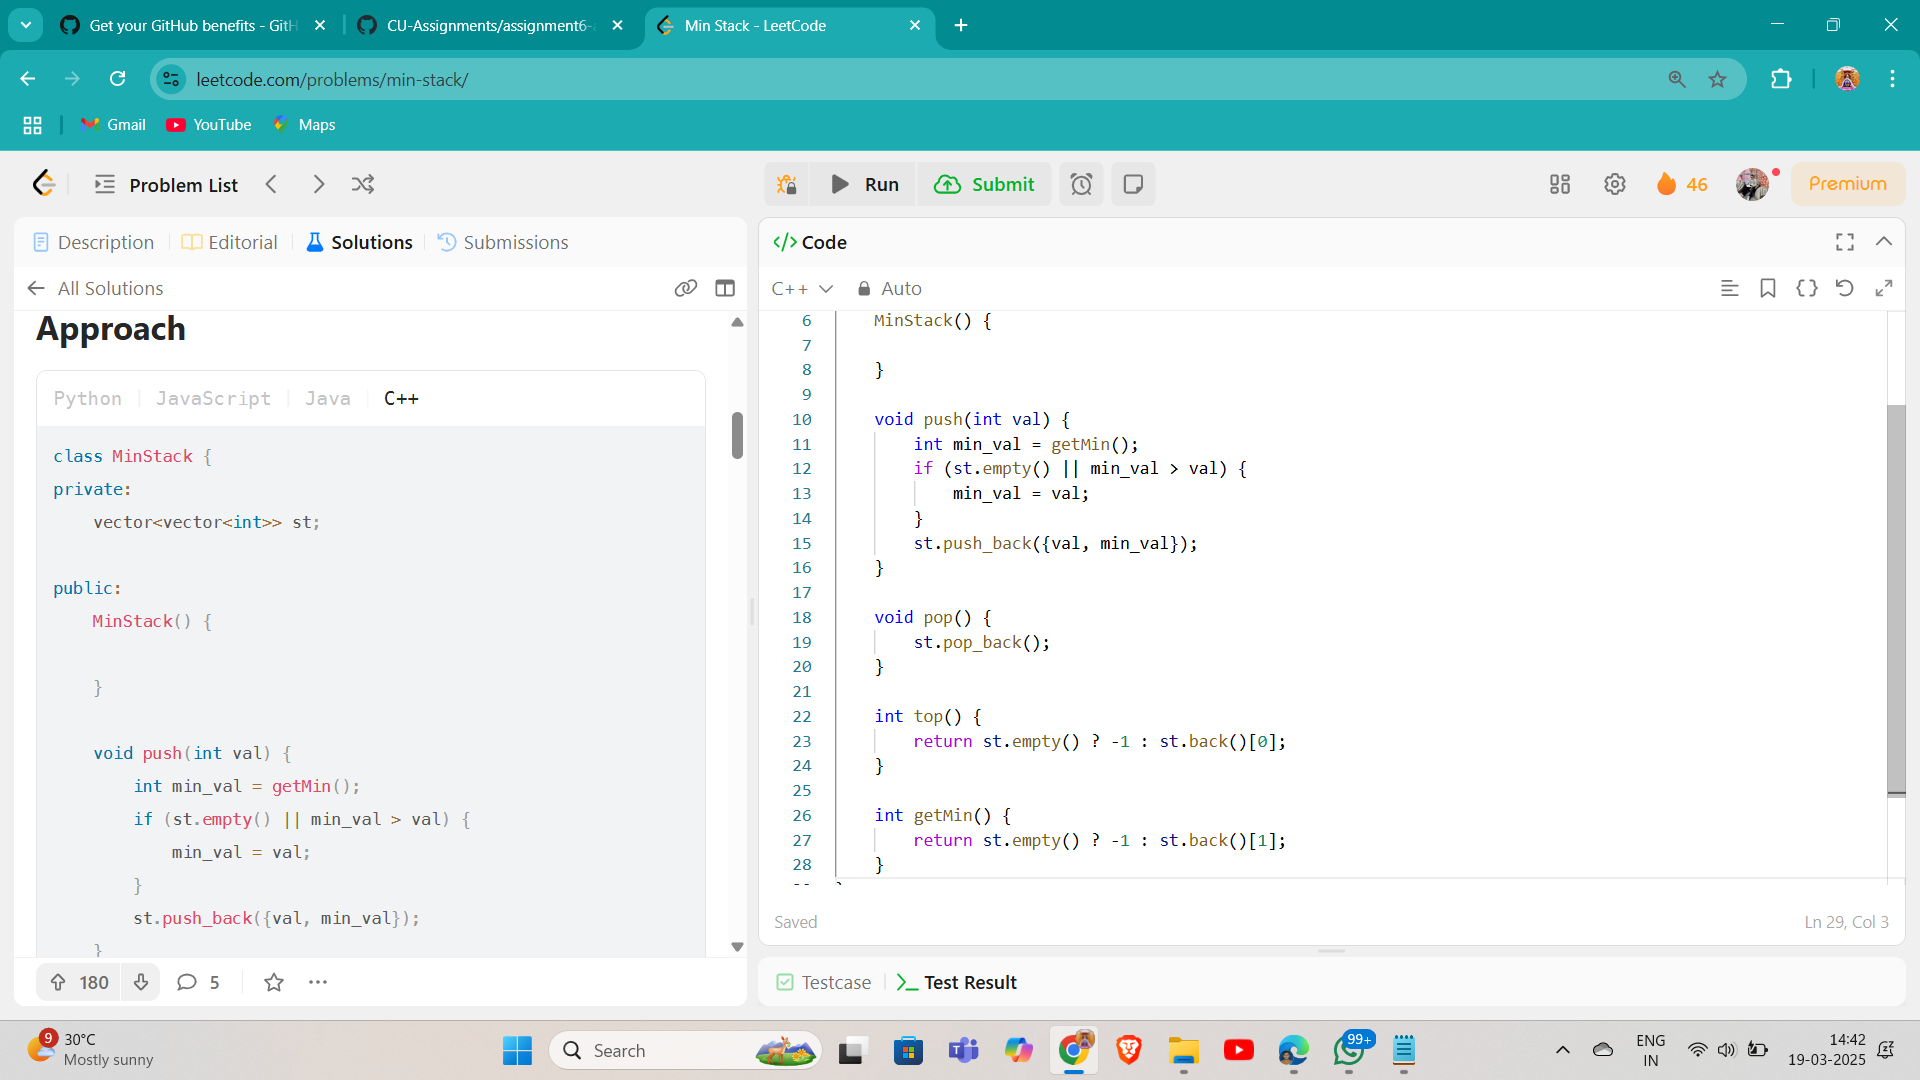 Get your GitHub benefits - GitH
CU-Assignments/assignment6-
Min Stack - LeetCode
leetcode.com/problems/min-stack/
Gmail
YouTube
Maps
Problem List
Run
Submit
46
Premium
Description
Editorial
Solutions
Submissions
</> Code
All Solutions
C++
Auto
Approach
Python
JavaScript
Java
C++
class MinStack {
private:
    vector<vector<int>> st;
public:
    MinStack() {
    }
    void push(int val) {
        int min_val = getMin();
        if (st.empty() || min_val > val) {
            min_val = val;
        }
        st.push_back({val, min_val});
    }
180
5
6 MinStack() {
7
8 }
9
10 void push(int val) {
11     int min_val = getMin();
12     if (st.empty() || min_val > val) {
13         min_val = val;
14     }
15     st.push_back({val, min_val});
16 }
17
18 void pop() {
19     st.pop_back();
20 }
21
22 int top() {
23     return st.empty() ? -1 : st.back()[0];
24 }
25
26 int getMin() {
27     return st.empty() ? -1 : st.back()[1];
28 }
Saved
Ln 29, Col 3
Testcase
Test Result
9
30°C
Mostly sunny
Search
99+
ENG
IN
14:42
19-03-2025